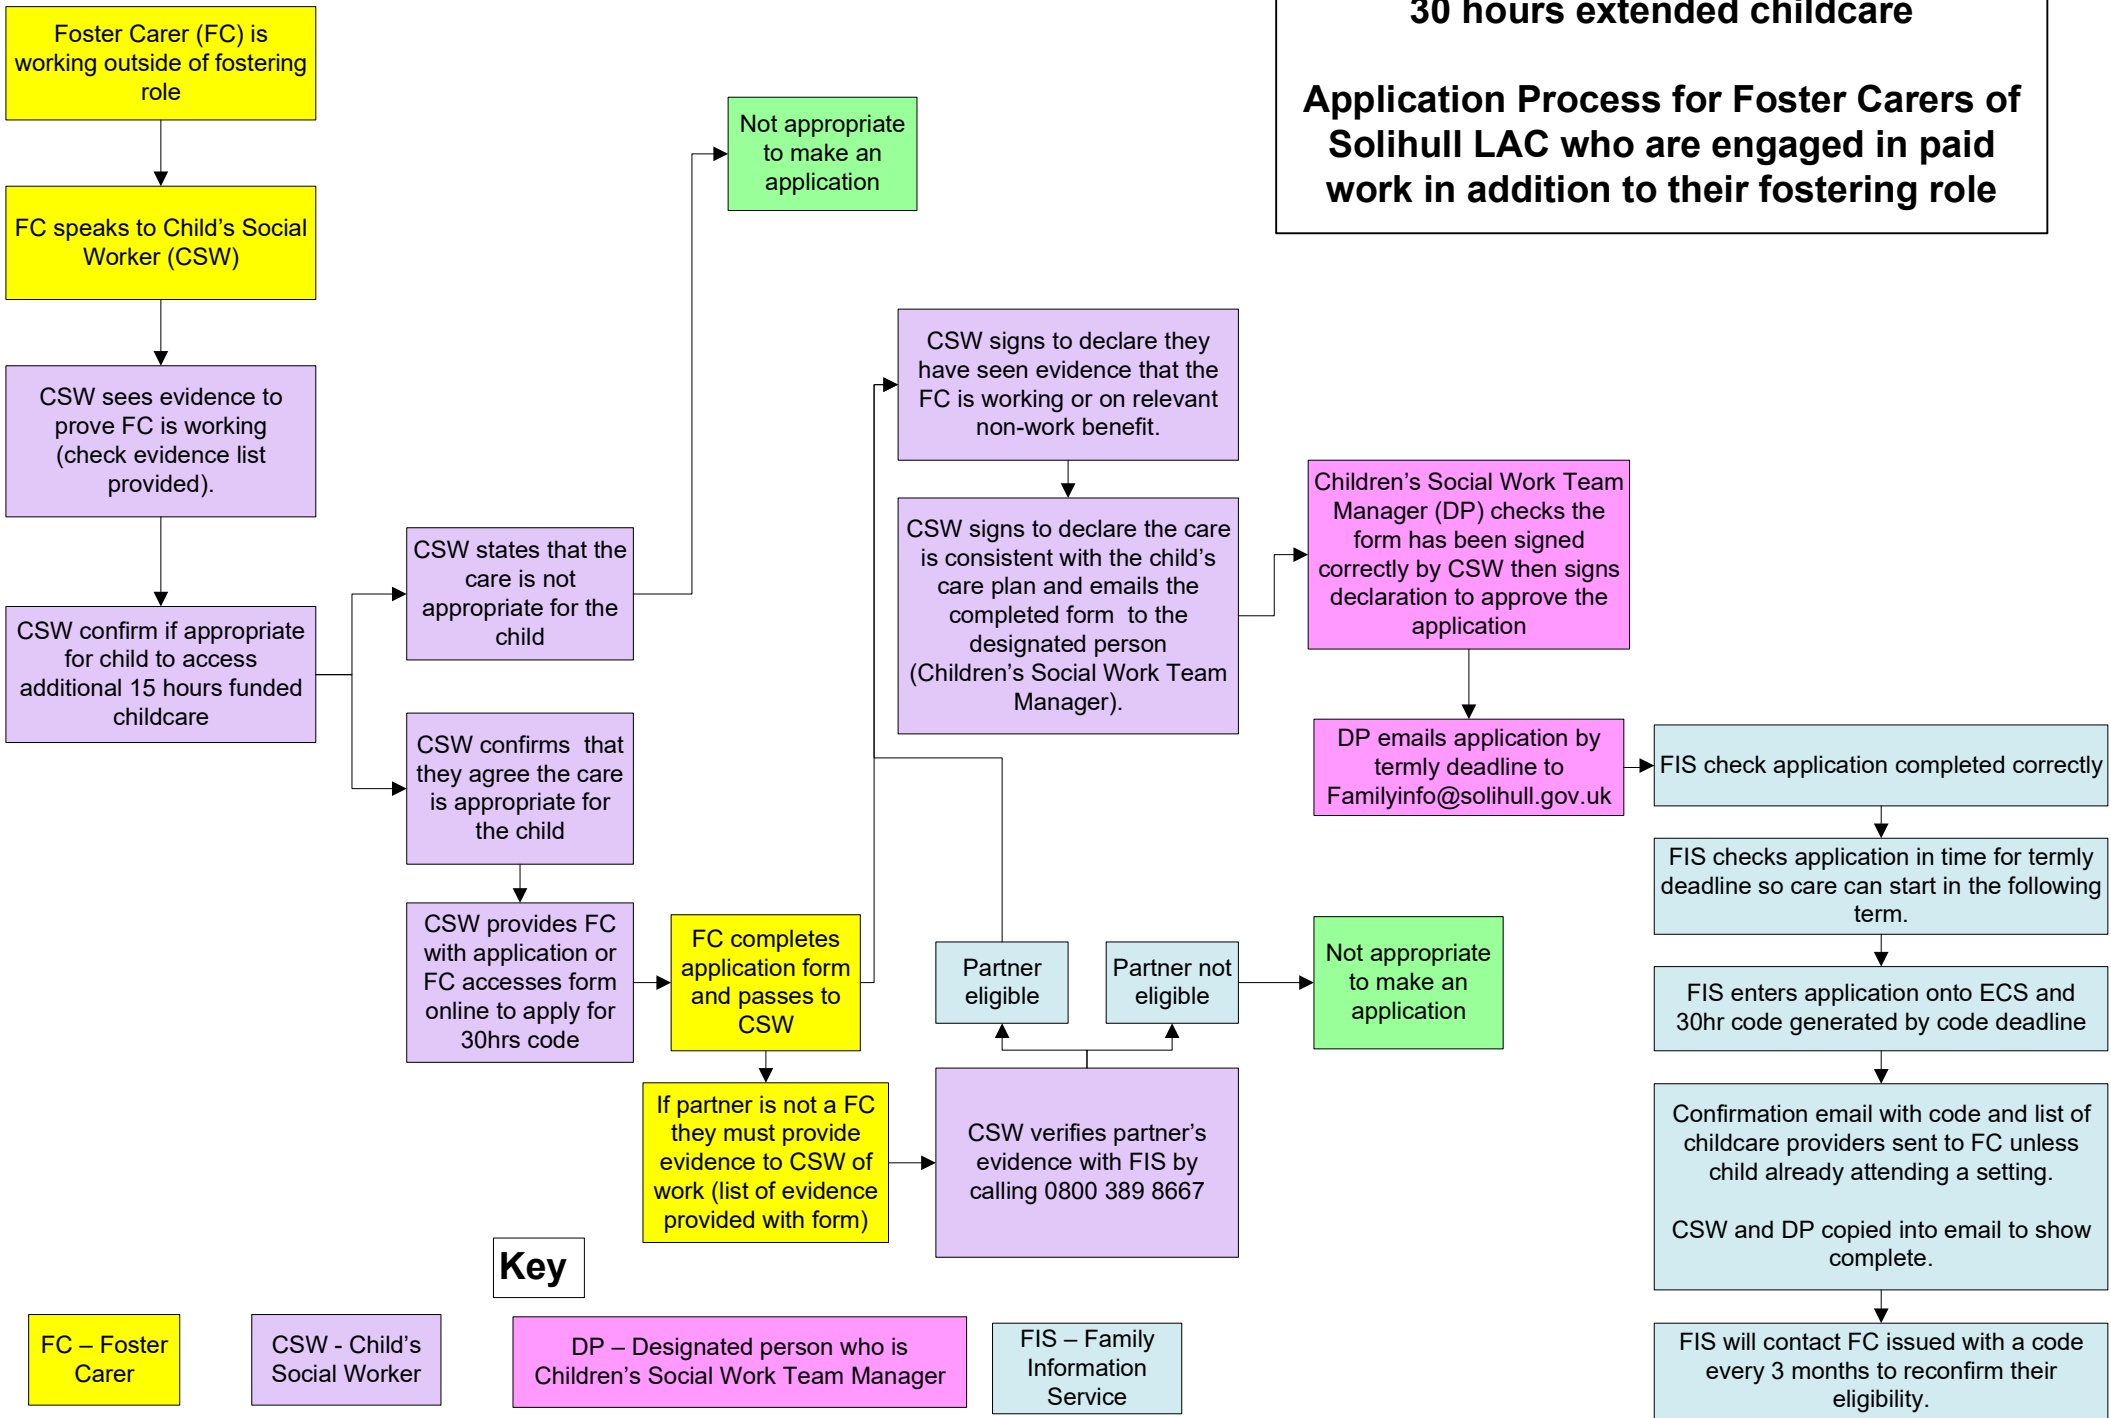 30 hours extended childcare
Application Process for Foster Carers of
Solihull LAC who are engaged in paid
work in addition to their fostering role
Foster Carer (FC) is
working outside of fostering
role
FC speaks to Child's Social
Worker (CSW)
CSW sees evidence to
prove FC is working
(check evidence list
provided).
CSW confirm if appropriate
for child to access
additional 15 hours funded
childcare
CSW states that the
care is not
appropriate for the
child
Not appropriate
to make an
application
CSW confirms that
they agree the care
is appropriate for
the child
CSW provides FC
with application or
FC accesses form
online to apply for
30hrs code
FC completes
application form
and passes to
CSW
If partner is not a FC
they must provide
evidence to CSW of
work (list of evidence
provided with form)
CSW verifies partner's
evidence with FIS by
calling 0800 389 8667
Partner
eligible
Partner not
eligible
Not appropriate
to make an
application
CSW signs to declare they
have seen evidence that the
FC is working or on relevant
non-work benefit.
CSW signs to declare the care
is consistent with the child's
care plan and emails the
completed form to the
designated person
(Children's Social Work Team
Manager).
Children's Social Work Team
Manager (DP) checks the
form has been signed
correctly by CSW then signs
declaration to approve the
application
DP emails application by
termly deadline to
Familyinfo@solihull.gov.uk
FIS check application completed correctly
FIS checks application in time for termly
deadline so care can start in the following
term.
FIS enters application onto ECS and
30hr code generated by code deadline
Confirmation email with code and list of
childcare providers sent to FC unless
child already attending a setting.
CSW and DP copied into email to show
complete.
FIS will contact FC issued with a code
every 3 months to reconfirm their
eligibility.
Key
FC – Foster
Carer
CSW - Child's
Social Worker
DP – Designated person who is
Children's Social Work Team Manager
FIS – Family
Information
Service